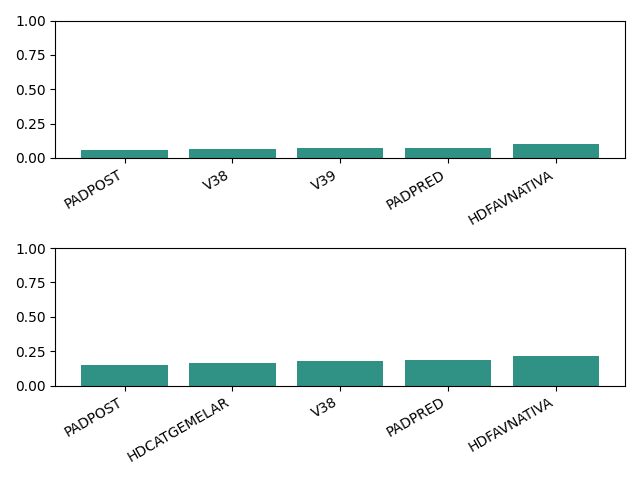 1.00
0.75
0.50
0.25
0.00
PADPOST
V38
V39
PADPRED
HDFAVNATIVA
1.00
0.75
0.50
0.25
0.00
PADPOST
HDCATGEMELAR
V38
PADPRED
HDFAVNATIVA